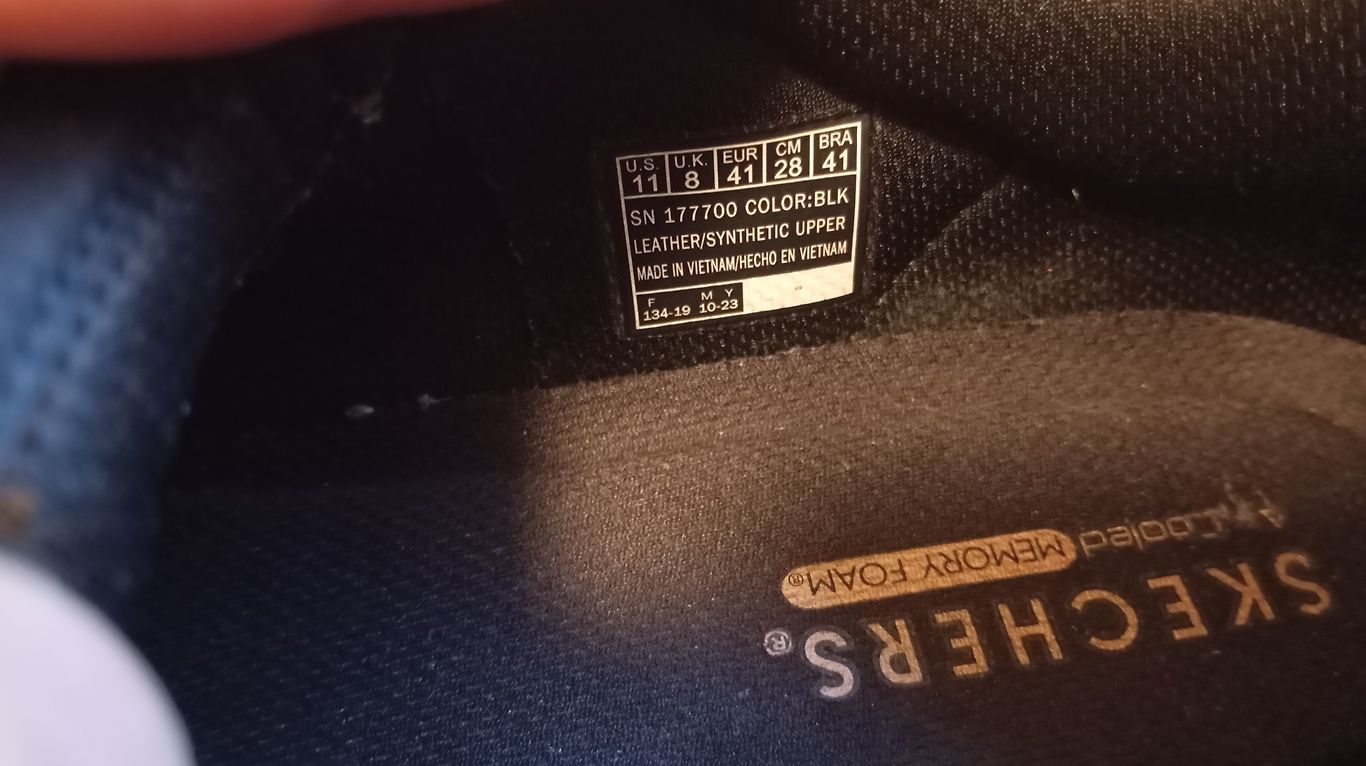 U.S. U.K. EUR CM BRA
11 8 41 28 41
SN 177700 COLOR:BLK
LEATHER/SYNTHETIC UPPER
MADE IN VIETNAM/HECHO EN VIETNAM
F M Y
134-19 10-23
SKECHERS®
Air-Cooled MEMORY FOAM®